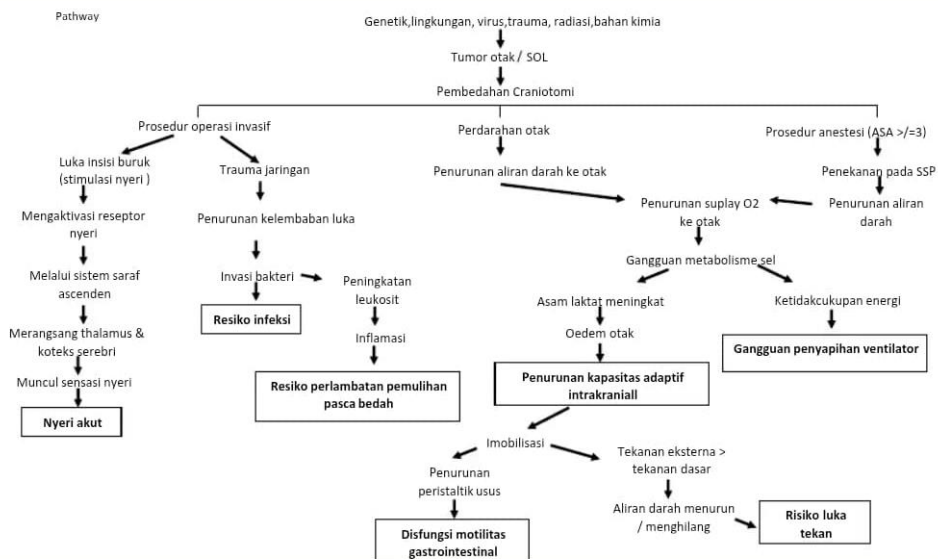 Pathway
Genetik,lingkungan, virus,trauma, radiasi,bahan kimia
Tumor otak / SOL
Pembedahan Craniotomi
Prosedur operasi invasif
Perdarahan otak
Prosedur anestesi (ASA >/=3)
Luka insisi buruk
(stimulasi nyeri )
Trauma jaringan
Penurunan aliran darah ke otak
Penekanan pada SSP
Mengaktivasi reseptor
nyeri
Penurunan kelembaban luka
Penurunan suplay O2
ke otak
Penurunan aliran
darah
Melalui sistem saraf
ascenden
Invasi bakteri
Peningkatan
leukosit
Gangguan metabolisme sel
Resiko infeksi
Asam laktat meningkat
Ketidakcukupan energi
Merangsang thalamus &
koteks serebri
Inflamasi
Oedem otak
Gangguan penyapihan ventilator
Muncul sensasi nyeri
Resiko perlambatan pemulihan
pasca bedah
Penurunan kapasitas adaptif
intrakraniall
Nyeri akut
Imobilisasi
Tekanan eksterna >
tekanan dasar
Penurunan
peristaltik usus
Aliran darah menurun
/ menghilang
Risiko luka
tekan
Disfungsi motilitas
gastrointestinal